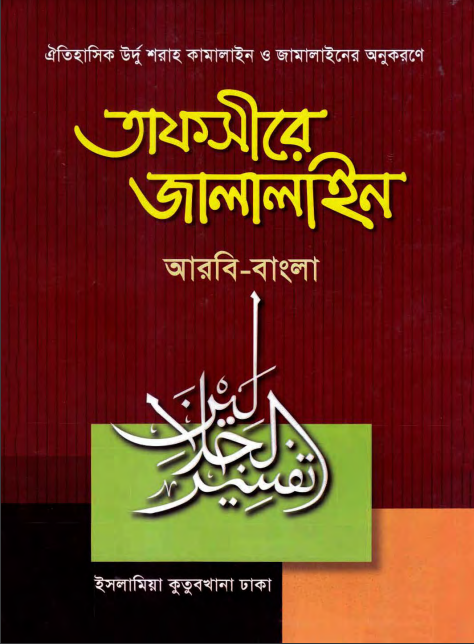 ঐতিহাসিক উর্দু শরাহ কামালাইন ও জামালাইনের অনুকরণে
তাফসীরে
জালালাইন
আরবি-বাংলা
تفسير الجلالين
ইসলামিয়া কুতুবখানা ঢাকা